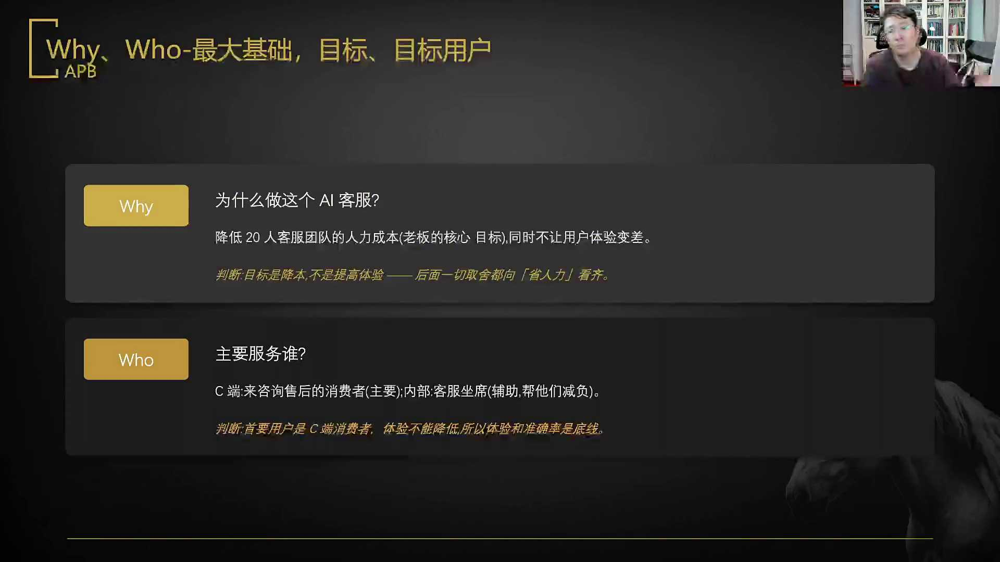 Why、Who-最大基础，目标、目标用户
APB
Why
为什么做这个 AI 客服?
降低 20 人客服团队的人力成本(老板的核心 目标),同时不让用户体验变差。
判断:目标是降本,不是提高体验 —— 后面一切取舍都向「省人力」看齐。
Who
主要服务谁?
C 端:来咨询售后的消费者(主要);内部:客服坐席(辅助,帮他们减负)。
判断:首要用户是 C 端消费者，体验不能降低,所以体验和准确率是底线。